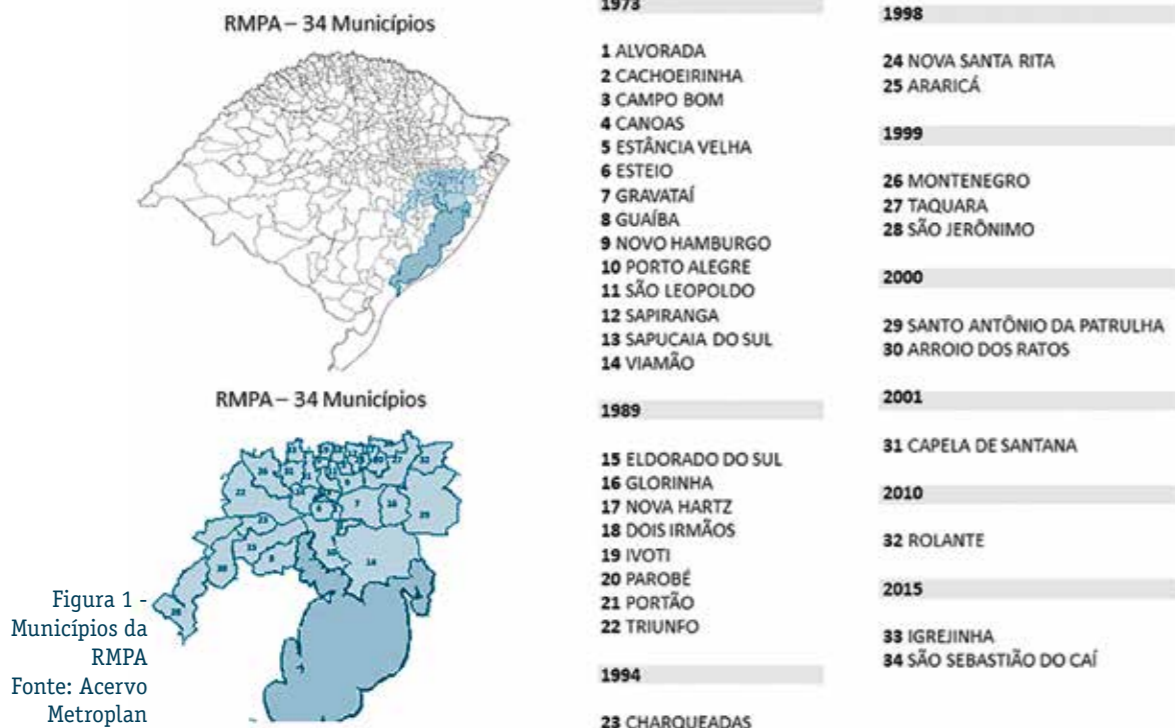 RMPA – 34 Municípios
RMPA – 34 Municípios
Figura 1 -
Municípios da
RMPA
Fonte: Acervo
Metroplan
1973
1 ALVORADA
2 CACHOEIRINHA
3 CAMPO BOM
4 CANOAS
5 ESTÂNCIA VELHA
6 ESTEIO
7 GRAVATAÍ
8 GUAÍBA
9 NOVO HAMBURGO
10 PORTO ALEGRE
11 SÃO LEOPOLDO
12 SAPIRANGA
13 SAPUCAIA DO SUL
14 VIAMÃO
1989
15 ELDORADO DO SUL
16 GLORINHA
17 NOVA HARTZ
18 DOIS IRMÃOS
19 IVOTI
20 PAROBÉ
21 PORTÃO
22 TRIUNFO
1994
23 CHARQUEADAS
1998
24 NOVA SANTA RITA
25 ARARICÁ
1999
26 MONTENEGRO
27 TAQUARA
28 SÃO JERÔNIMO
2000
29 SANTO ANTÔNIO DA PATRULHA
30 ARROIO DOS RATOS
2001
31 CAPELA DE SANTANA
2010
32 ROLANTE
2015
33 IGREJINHA
34 SÃO SEBASTIÃO DO CAÍ